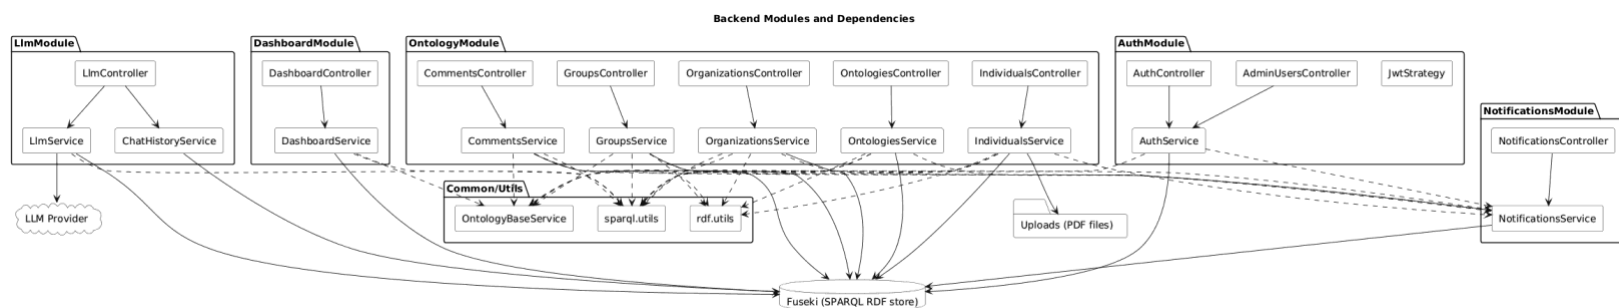 Backend Modules and Dependencies
LlmModule
DashboardModule
OntologyModule
AuthModule
LlmController
DashboardController
CommentsController
GroupsController
OrganizationsController
OntologiesController
IndividualsController
AuthController
AdminUsersController
JwtStrategy
NotificationsModule
LlmService
ChatHistoryService
DashboardService
CommentsService
GroupsService
OrganizationsService
OntologiesService
IndividualsService
AuthService
NotificationsController
Common/Utils
LLM Provider
OntologyBaseService
sparql.utils
rdf.utils
Uploads (PDF files)
NotificationsService
Fuseki (SPARQL RDF store)